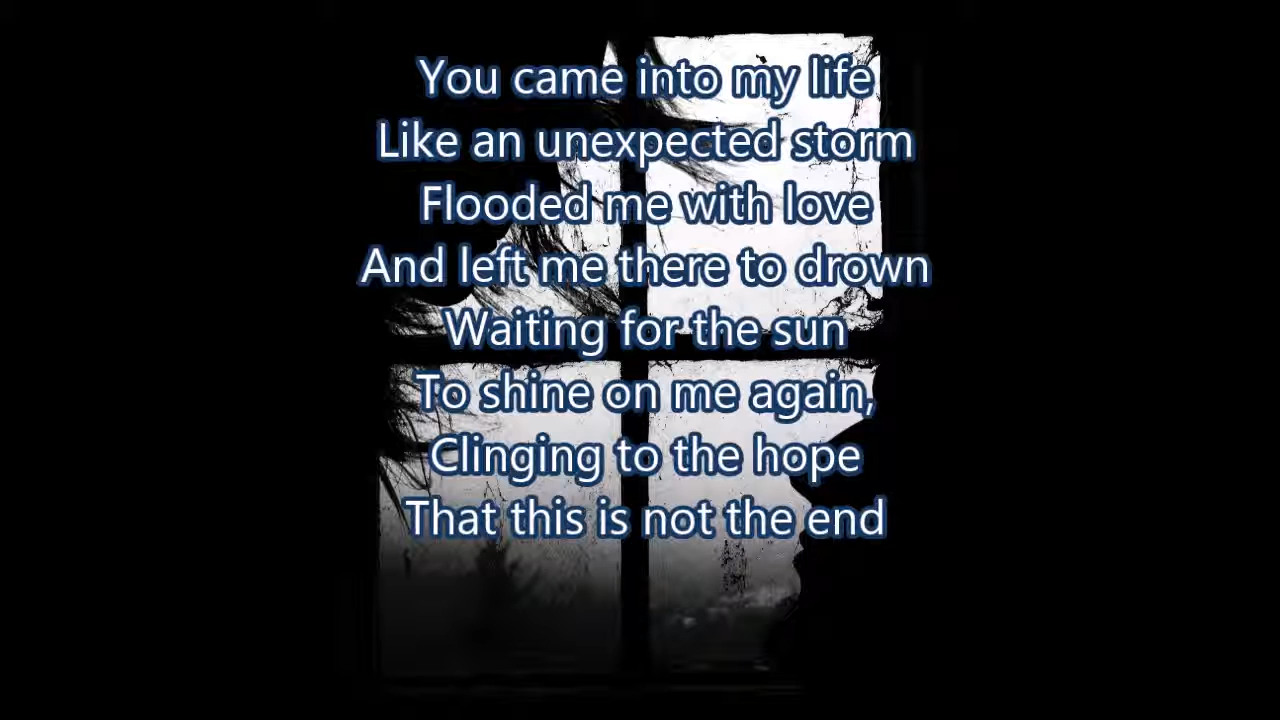 You came into my life
Like an unexpected storm
Flooded me with love
And left me there to drown
Waiting for the sun
To shine on me again,
Clinging to the hope
That this is not the end